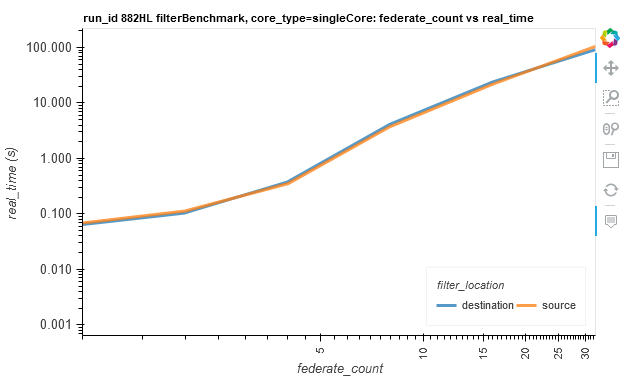 run_id 882HL filterBenchmark, core_type=singleCore: federate_count vs real_time
real_time (s)
100.000
10.000
1.000
0.100
0.010
0.001
filter_location
destination
source
5
10
15
20
25
30
federate_count